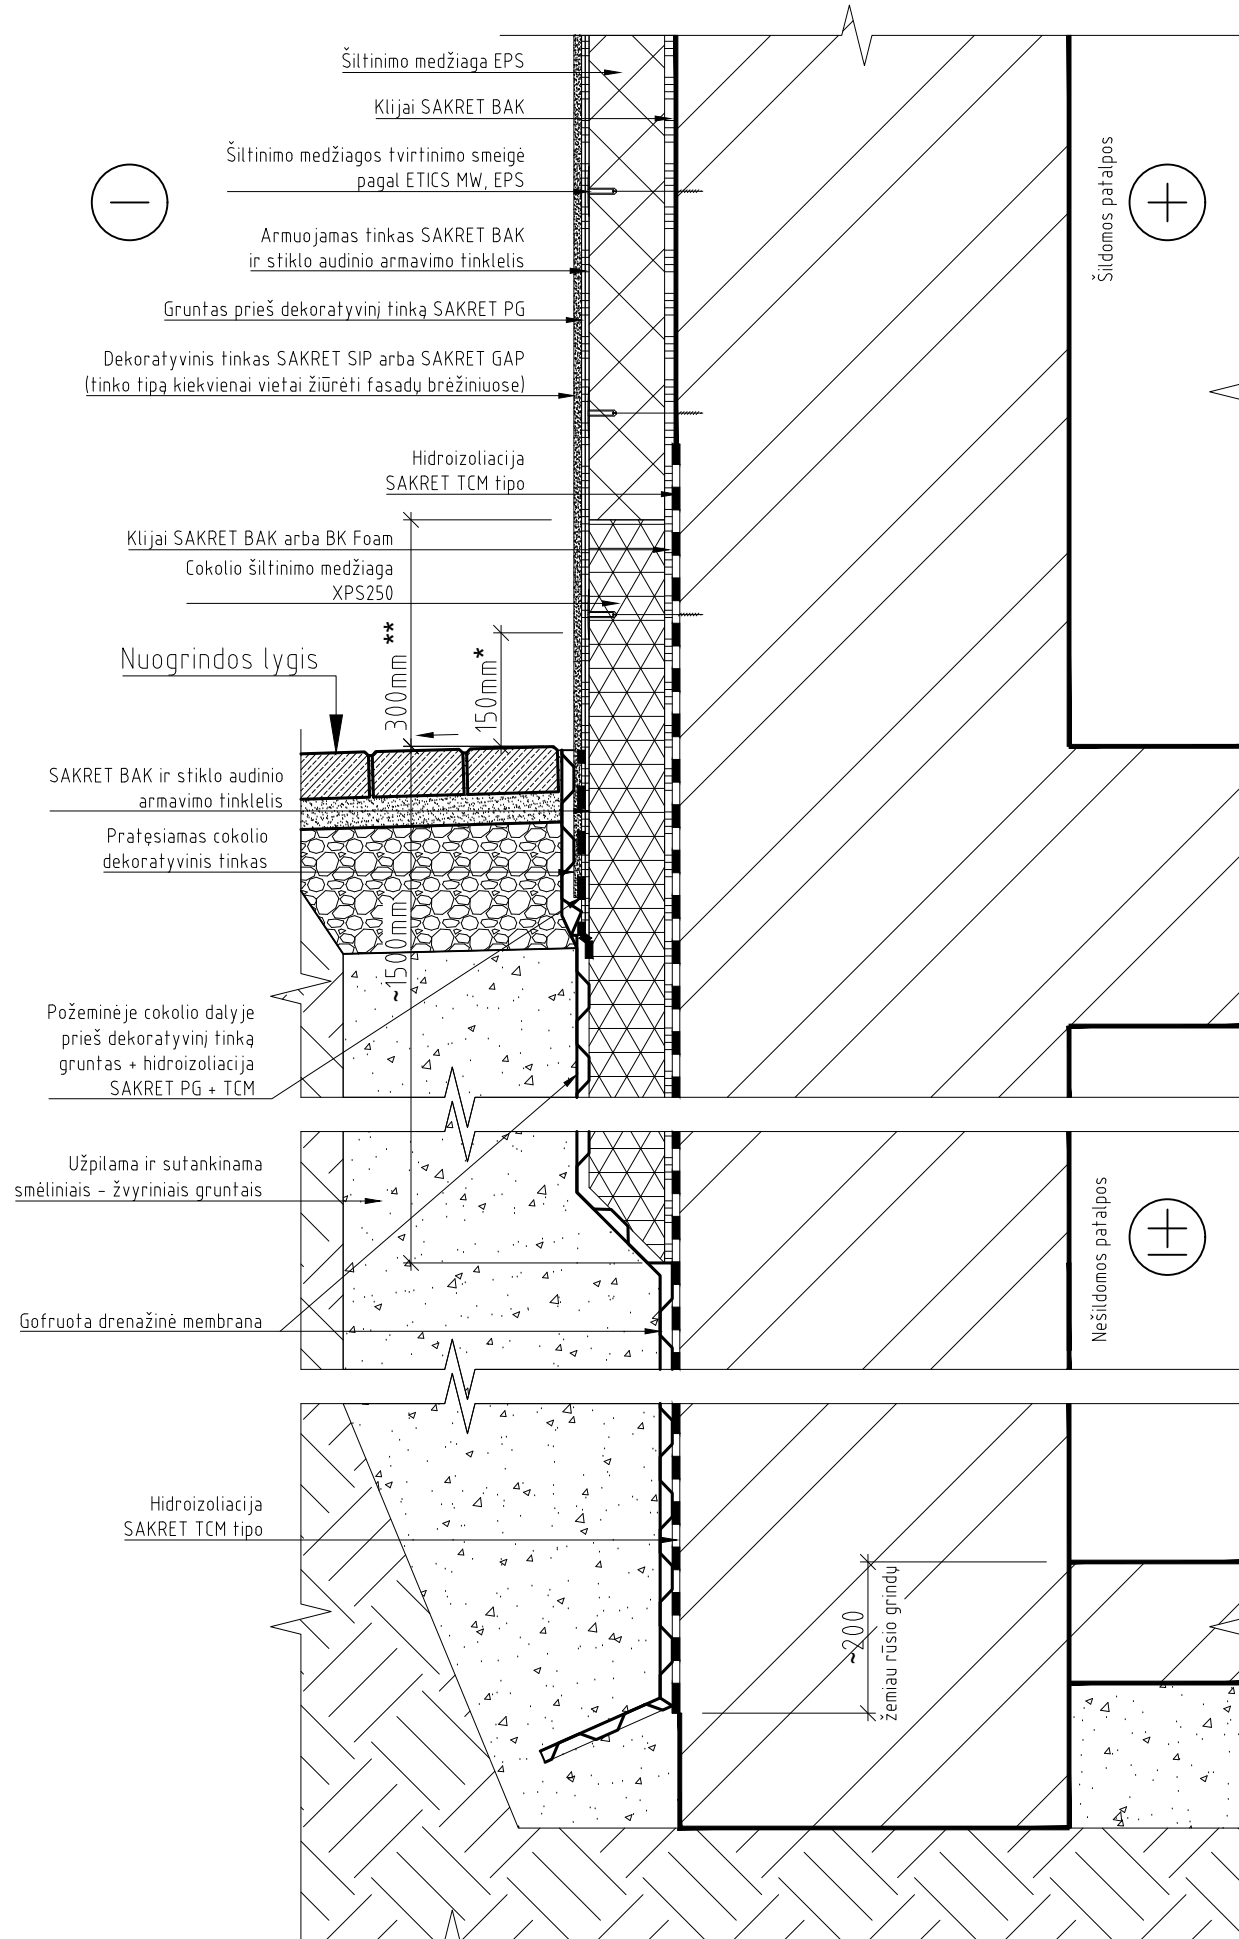 Šiltinimo medžiaga EPS
Klijai SAKRET BAK
Šiltinimo medžiagos tvirtinimo smeigė
pagal ETICS MW, EPS
Armuojamas tinkas SAKRET BAK
ir stiklo audinio armavimo tinklelis
Gruntas prieš dekoratyvinį tinką SAKRET PG
Dekoratyvinis tinkas SAKRET SIP arba SAKRET GAP
(tinko tipą kiekvienai vietai žiūrėti fasadų brėžiniuose)
Hidroizoliacija
SAKRET TCM tipo
Klijai SAKRET BAK arba BK Foam
Cokolio šiltinimo medžiaga
XPS250
300mm **
150mm*
Nuogrindos lygis
SAKRET BAK ir stiklo audinio
armavimo tinklelis
Pratęsiamas cokolio
dekoratyvinis tinkas
~1500mm
Požeminėje cokolio dalyje
prieš dekoratyvinį tinką
gruntas + hidroizoliacija
SAKRET PG + TCM
Užpilama ir sutankinama
smėliniais - žvyriniais gruntais
Gofruota drenažinė membrana
Hidroizoliacija
SAKRET TCM tipo
~200
žemiau rūsio grindų
Šildomos patalpos
Nešildomos patalpos